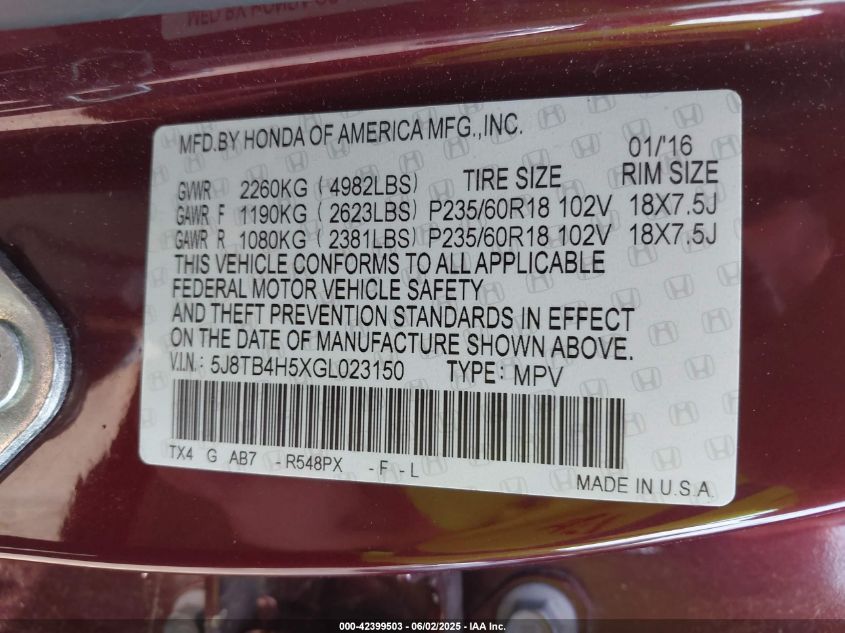 MFD.BY HONDA OF AMERICA MFG.,INC.
01/'16
TIRE SIZE RIM SIZE
GVWR 2260KG (4982LBS)
GAWR F 1190KG (2623LBS) P235/60R18 102V 18X7.5J
GAWR R 1080KG (2381LBS) P235/60R18 102V 18X7.5J
THIS VEHICLE CONFORMS TO ALL APPLICABLE
FEDERAL MOTOR VEHICLE SAFETY
AND THEFT PREVENTION STANDARDS IN EFFECT
ON THE DATE OF MANUFACTURE SHOWN ABOVE.
V.I.N.: 5J8TB4H5XGL023150 TYPE: MPV
TX4 G AB7 -R548PX -F-L
MADE IN U.S.A
000-42399503 - 06/02/2025 - IAA Inc.